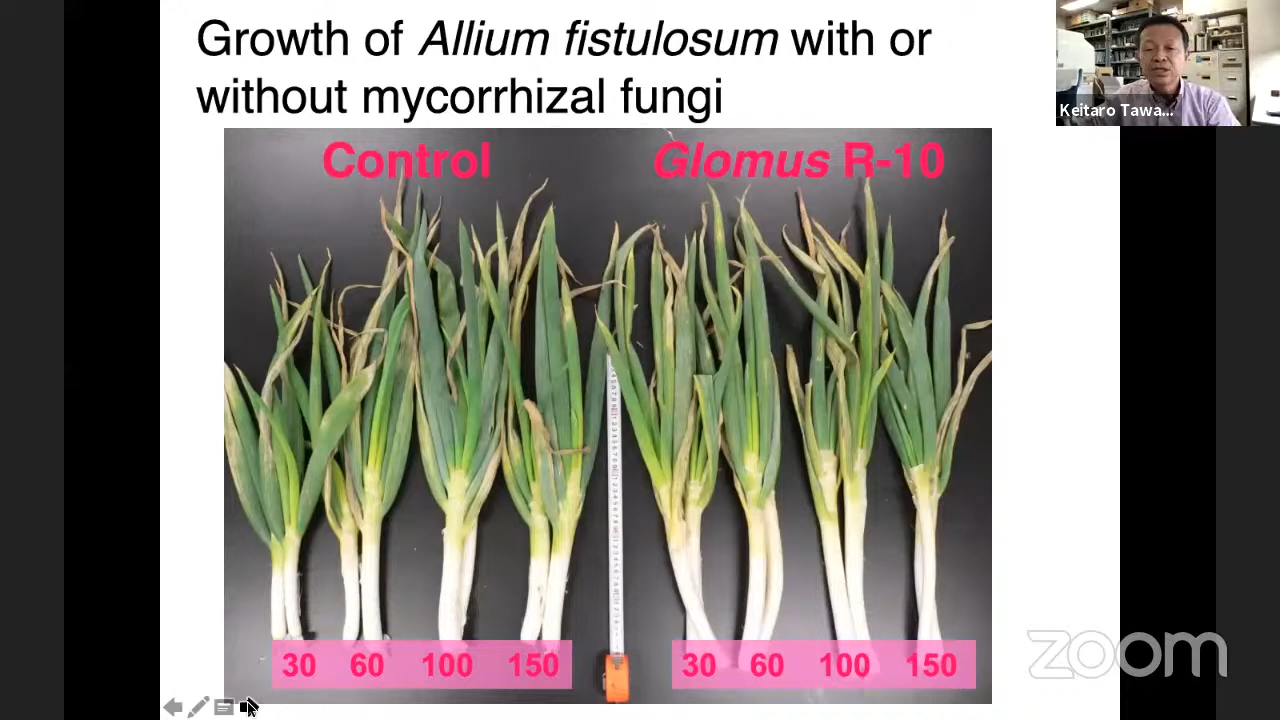 Growth of Allium fistulosum with or
without mycorrhizal fungi
Keitaro Tawa...
Control
Glomus R-10
30 60 100 150
30 60 100 150
zoom